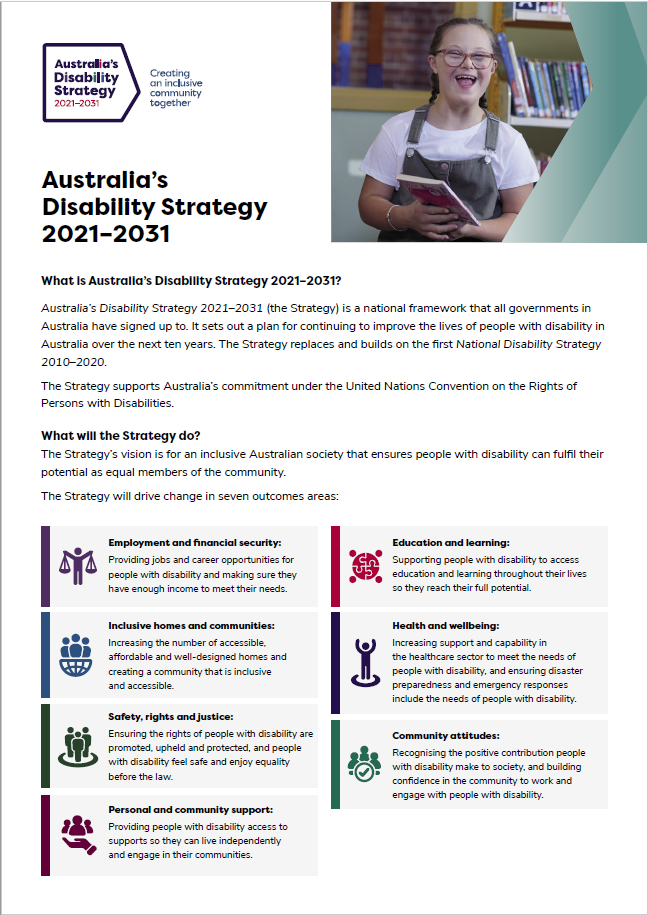 Australia's
Disability
Strategy
2021–2031
Creating
an inclusive
community
together
Australia's
Disability Strategy
2021–2031
What is Australia's Disability Strategy 2021–2031?
Australia's Disability Strategy 2021–2031 (the Strategy) is a national framework that all governments in
Australia have signed up to. It sets out a plan for continuing to improve the lives of people with disability in
Australia over the next ten years. The Strategy replaces and builds on the first National Disability Strategy
2010–2020.
The Strategy supports Australia's commitment under the United Nations Convention on the Rights of
Persons with Disabilities.
What will the Strategy do?
The Strategy's vision is for an inclusive Australian society that ensures people with disability can fulfil their
potential as equal members of the community.
The Strategy will drive change in seven outcomes areas:
Employment and financial security:
Providing jobs and career opportunities for
people with disability and making sure they
have enough income to meet their needs.
Inclusive homes and communities:
Increasing the number of accessible,
affordable and well-designed homes and
creating a community that is inclusive
and accessible.
Safety, rights and justice:
Ensuring the rights of people with disability are
promoted, upheld and protected, and people
with disability feel safe and enjoy equality
before the law.
Personal and community support:
Providing people with disability access to
supports so they can live independently
and engage in their communities.
Education and learning:
Supporting people with disability to access
education and learning throughout their lives
so they reach their full potential.
Health and wellbeing:
Increasing support and capability in
the healthcare sector to meet the needs of
people with disability, and ensuring disaster
preparedness and emergency responses
include the needs of people with disability.
Community attitudes:
Recognising the positive contribution people
with disability make to society, and building
confidence in the community to work and
engage with people with disability.